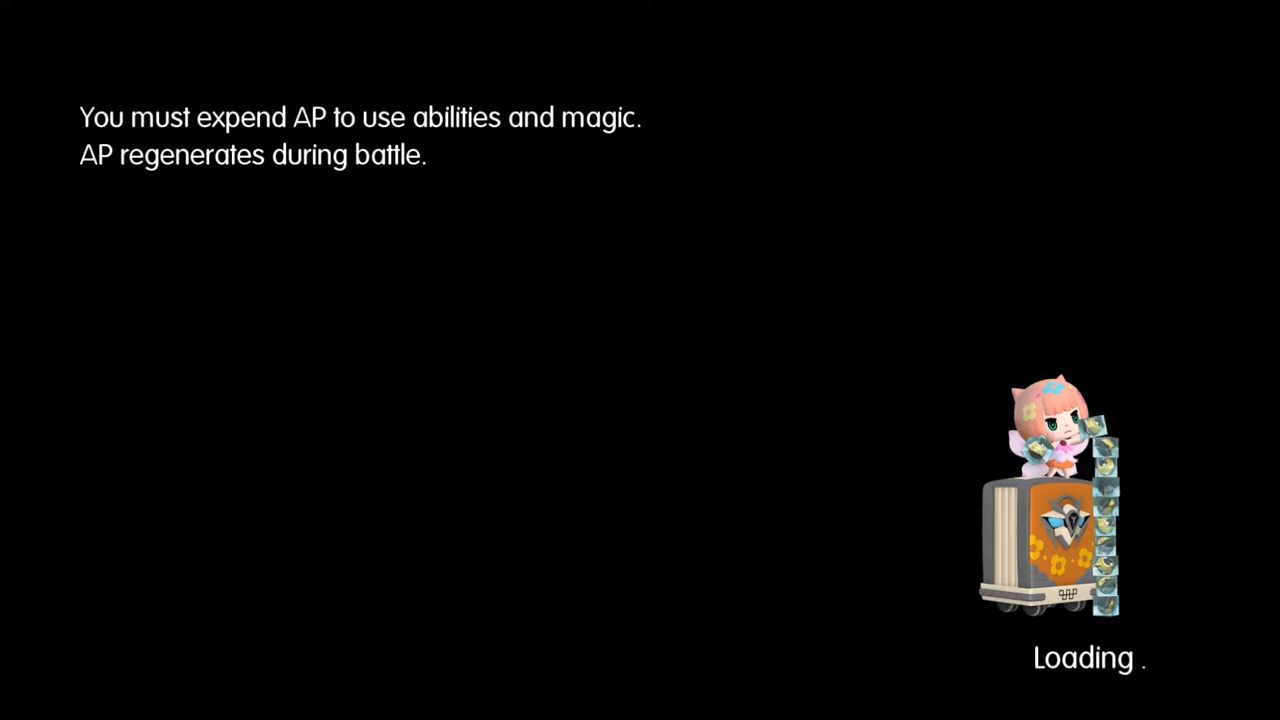 You must expend AP to use abilities and magic.
AP regenerates during battle.
Loading .